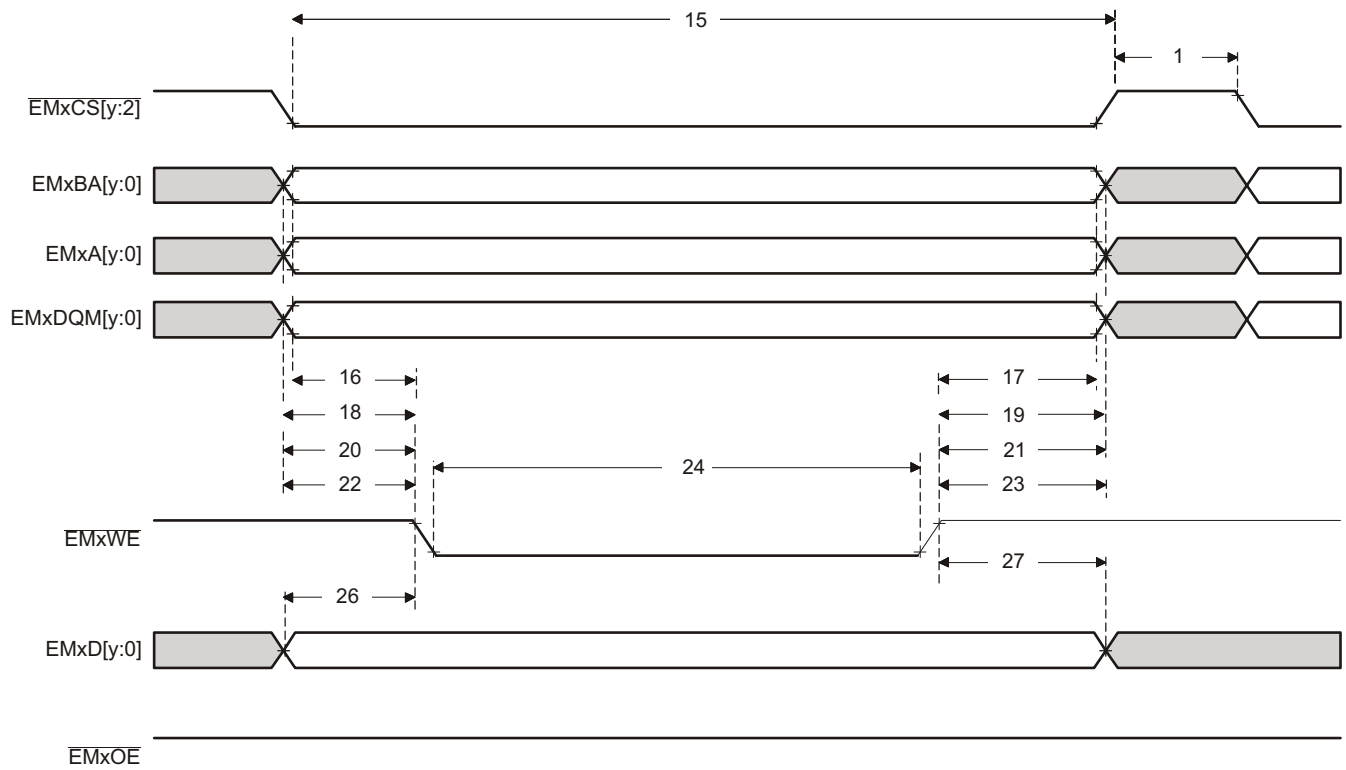 15
1
EMxCS[y:2]
EMxBA[y:0]
EMxA[y:0]
EMxDQM[y:0]
16 17
18 19
20 21
24
22 23
EMxWE
27
26
EMxD[y:0]
EMxOE